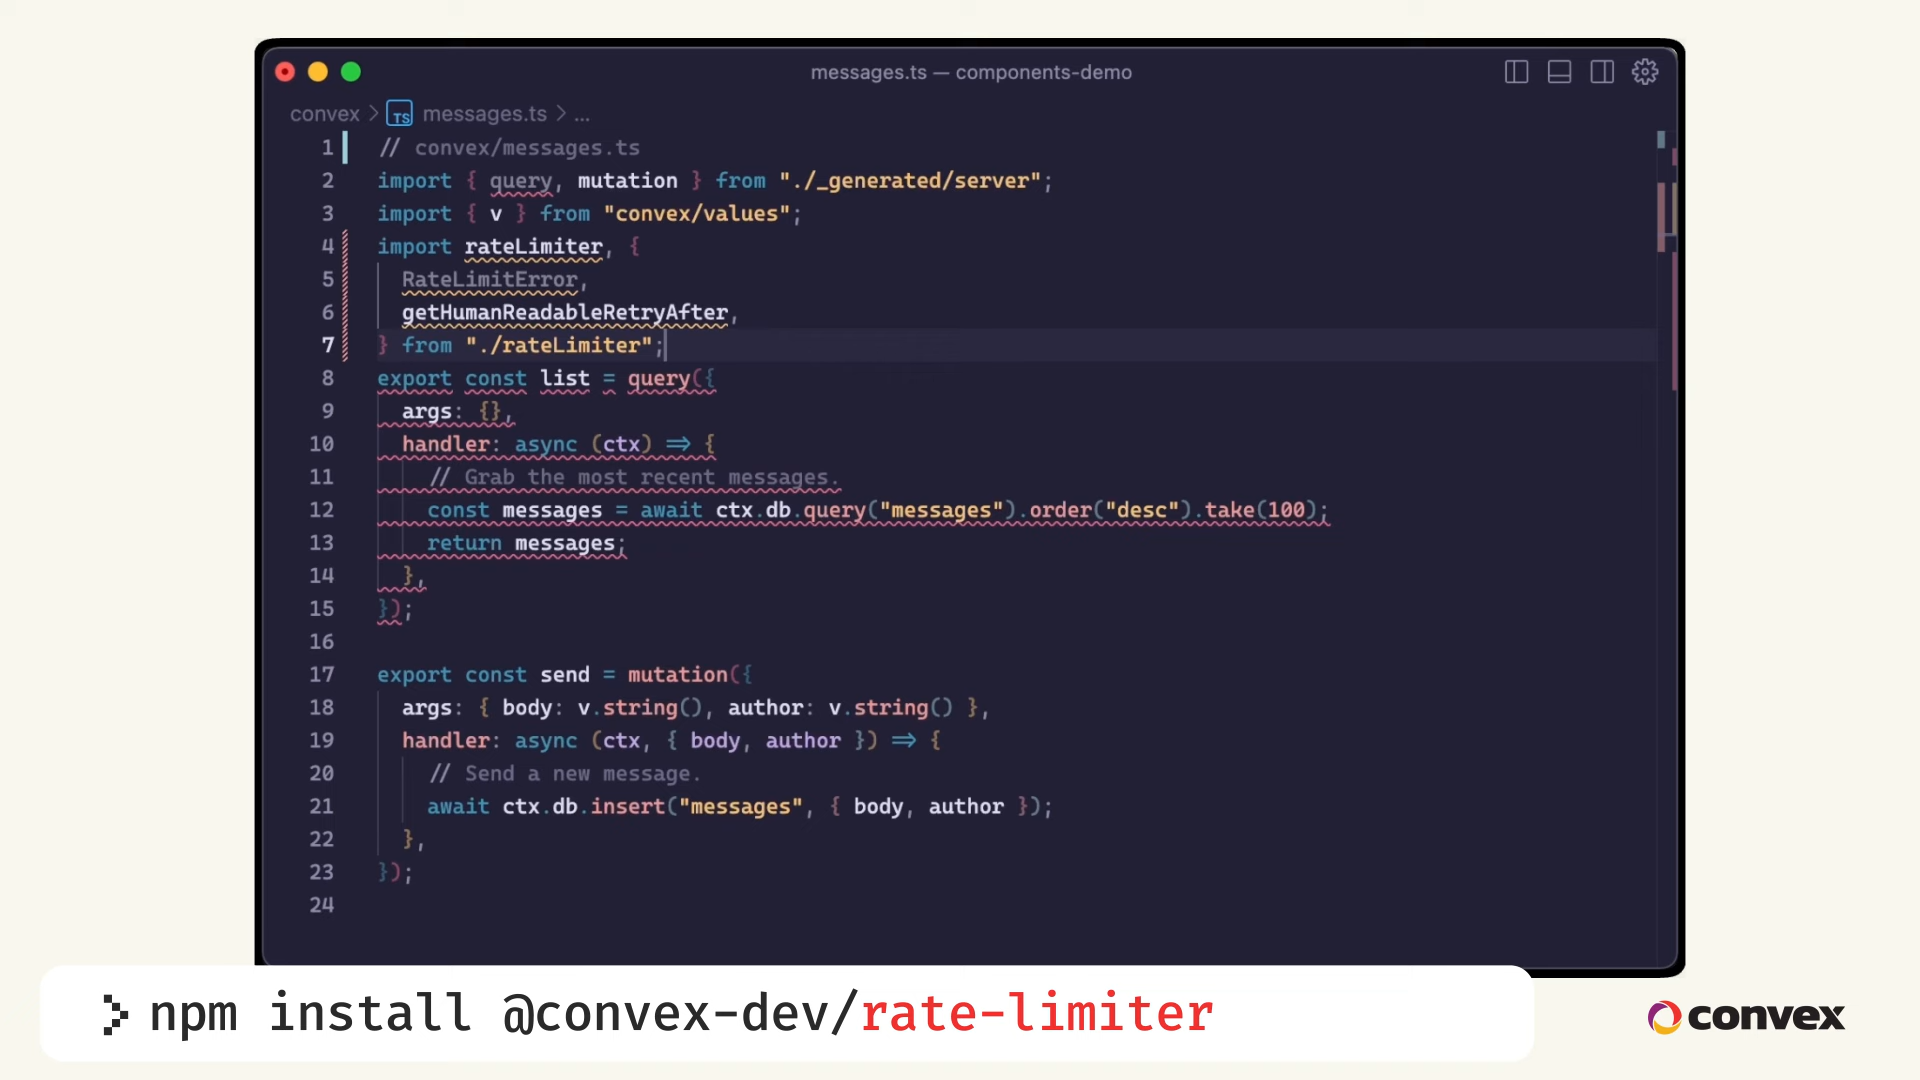 messages.ts — components-demo
convex > TS messages.ts > ...
1 // convex/messages.ts
2 import { query, mutation } from "./_generated/server";
3 import { v } from "convex/values";
4 import rateLimiter, {
5 RateLimitError,
6 getHumanReadableRetryAfter,
7 } from "./rateLimiter";
8 export const list = query({
9 args: {},
10 handler: async (ctx) => {
11 // Grab the most recent messages.
12 const messages = await ctx.db.query("messages").order("desc").take(100);
13 return messages;
14 },
15 });
16
17 export const send = mutation({
18 args: { body: v.string(), author: v.string() },
19 handler: async (ctx, { body, author }) => {
20 // Send a new message.
21 await ctx.db.insert("messages", { body, author });
22 },
23 });
24
npm install @convex-dev/rate-limiter
convex